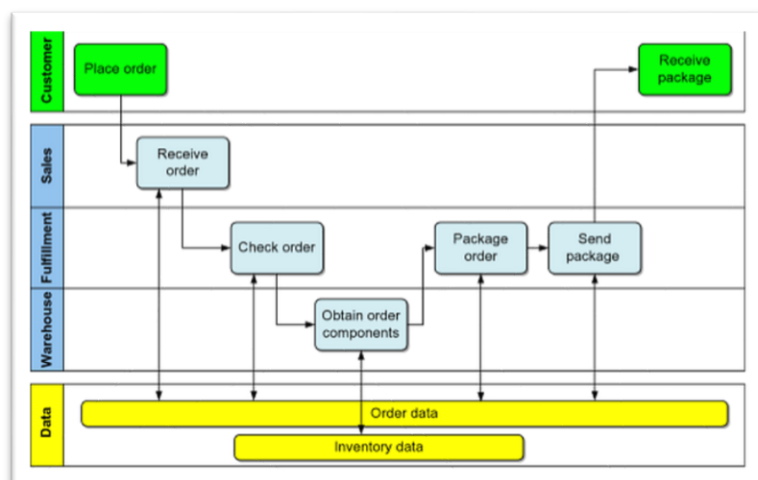 Customer
Place order
Receive
package
Sales
Receive
order
Fulfillment
Check order
Package
order
Send
package
Warehouse
Obtain order
components
Data
Order data
Inventory data